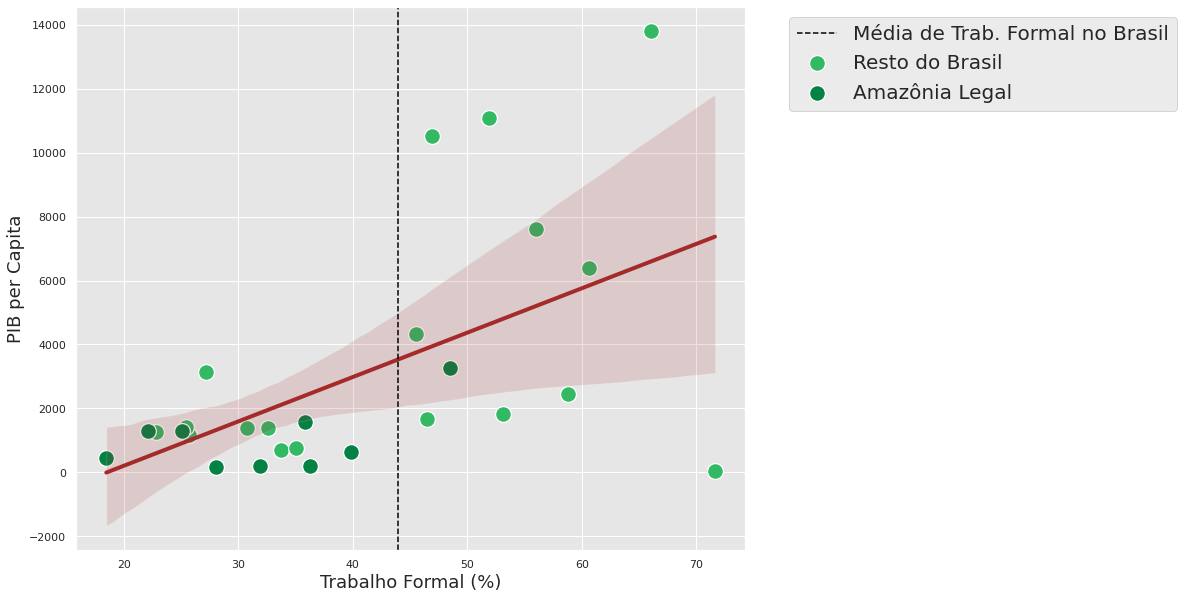 Média de Trab. Formal no Brasil
Resto do Brasil
Amazônia Legal
PIB per Capita
14000
12000
10000
8000
6000
4000
2000
0
−2000
20 30 40 50 60 70
Trabalho Formal (%)